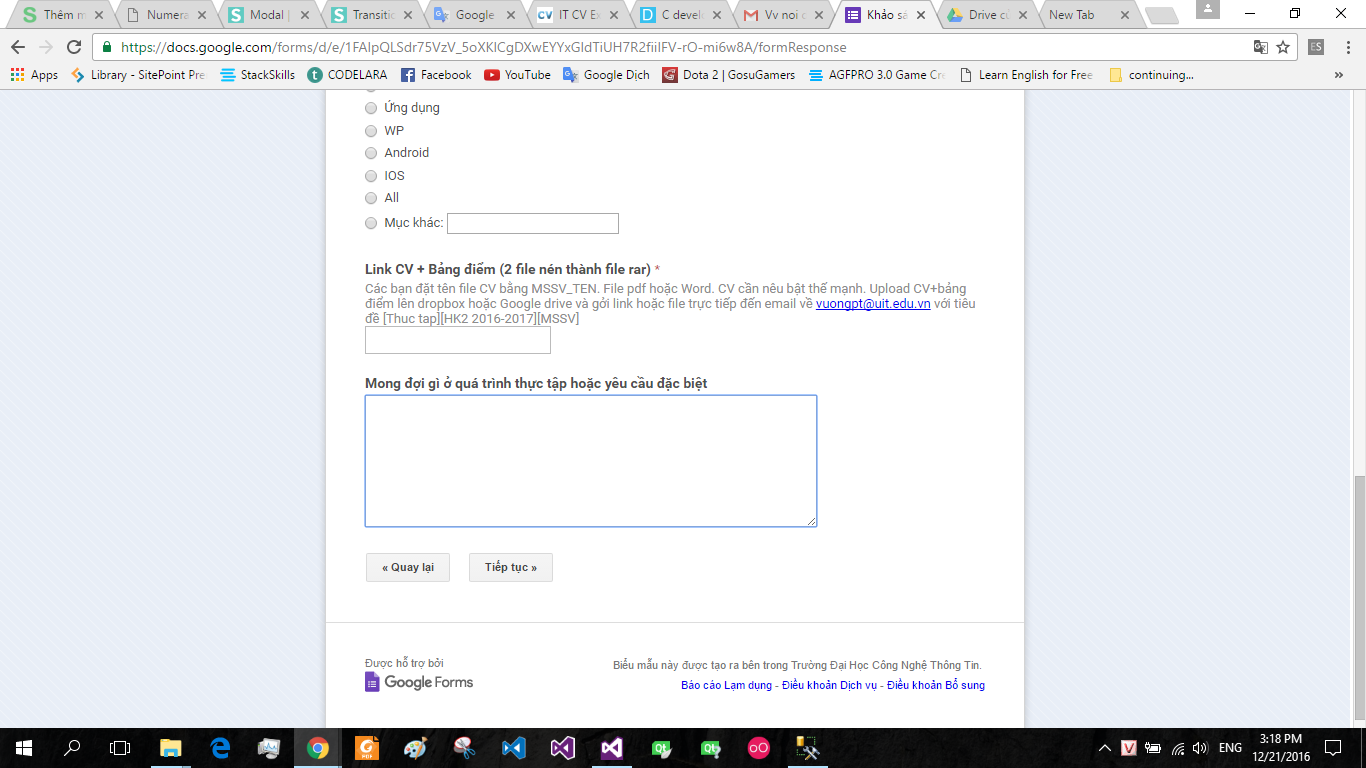 Thêm m
Numera
Modal |
Transitic
Google
IT CV Ex
C devel
Vv noi c
Khảo sá
Drive củ
New Tab
https://docs.google.com/forms/d/e/1FAIpQLSdr75VzV_5oXKlCgDXwEYYxGIdTiUH7R2fiiIFV-rO-mi6w8A/formResponse
Apps
Library - SitePoint Pre
StackSkills
CODELARA
Facebook
YouTube
Google Dịch
Dota 2 | GosuGamers
AGFPRO 3.0 Game Cre
Learn English for Free
continuing...
Ứng dụng
WP
Android
IOS
All
Mục khác:
Link CV + Bảng điểm (2 file nén thành file rar) *
Các bạn đặt tên file CV bằng MSSV_TEN. File pdf hoặc Word. CV cần nêu bật thế mạnh. Upload CV+bảng
điểm lên dropbox hoặc Google drive và gởi link hoặc file trực tiếp đến email về vuongpt@uit.edu.vn với tiêu
đề [Thuc tap][HK2 2016-2017][MSSV]
Mong đợi gì ở quá trình thực tập hoặc yêu cầu đặc biệt
« Quay lại
Tiếp tục »
Được hỗ trợ bởi
Google Forms
Biểu mẫu này được tạo ra bên trong Trường Đại Học Công Nghệ Thông Tin.
Báo cáo Lạm dụng - Điều khoản Dịch vụ - Điều khoản Bổ sung
ENG
3:18 PM
12/21/2016